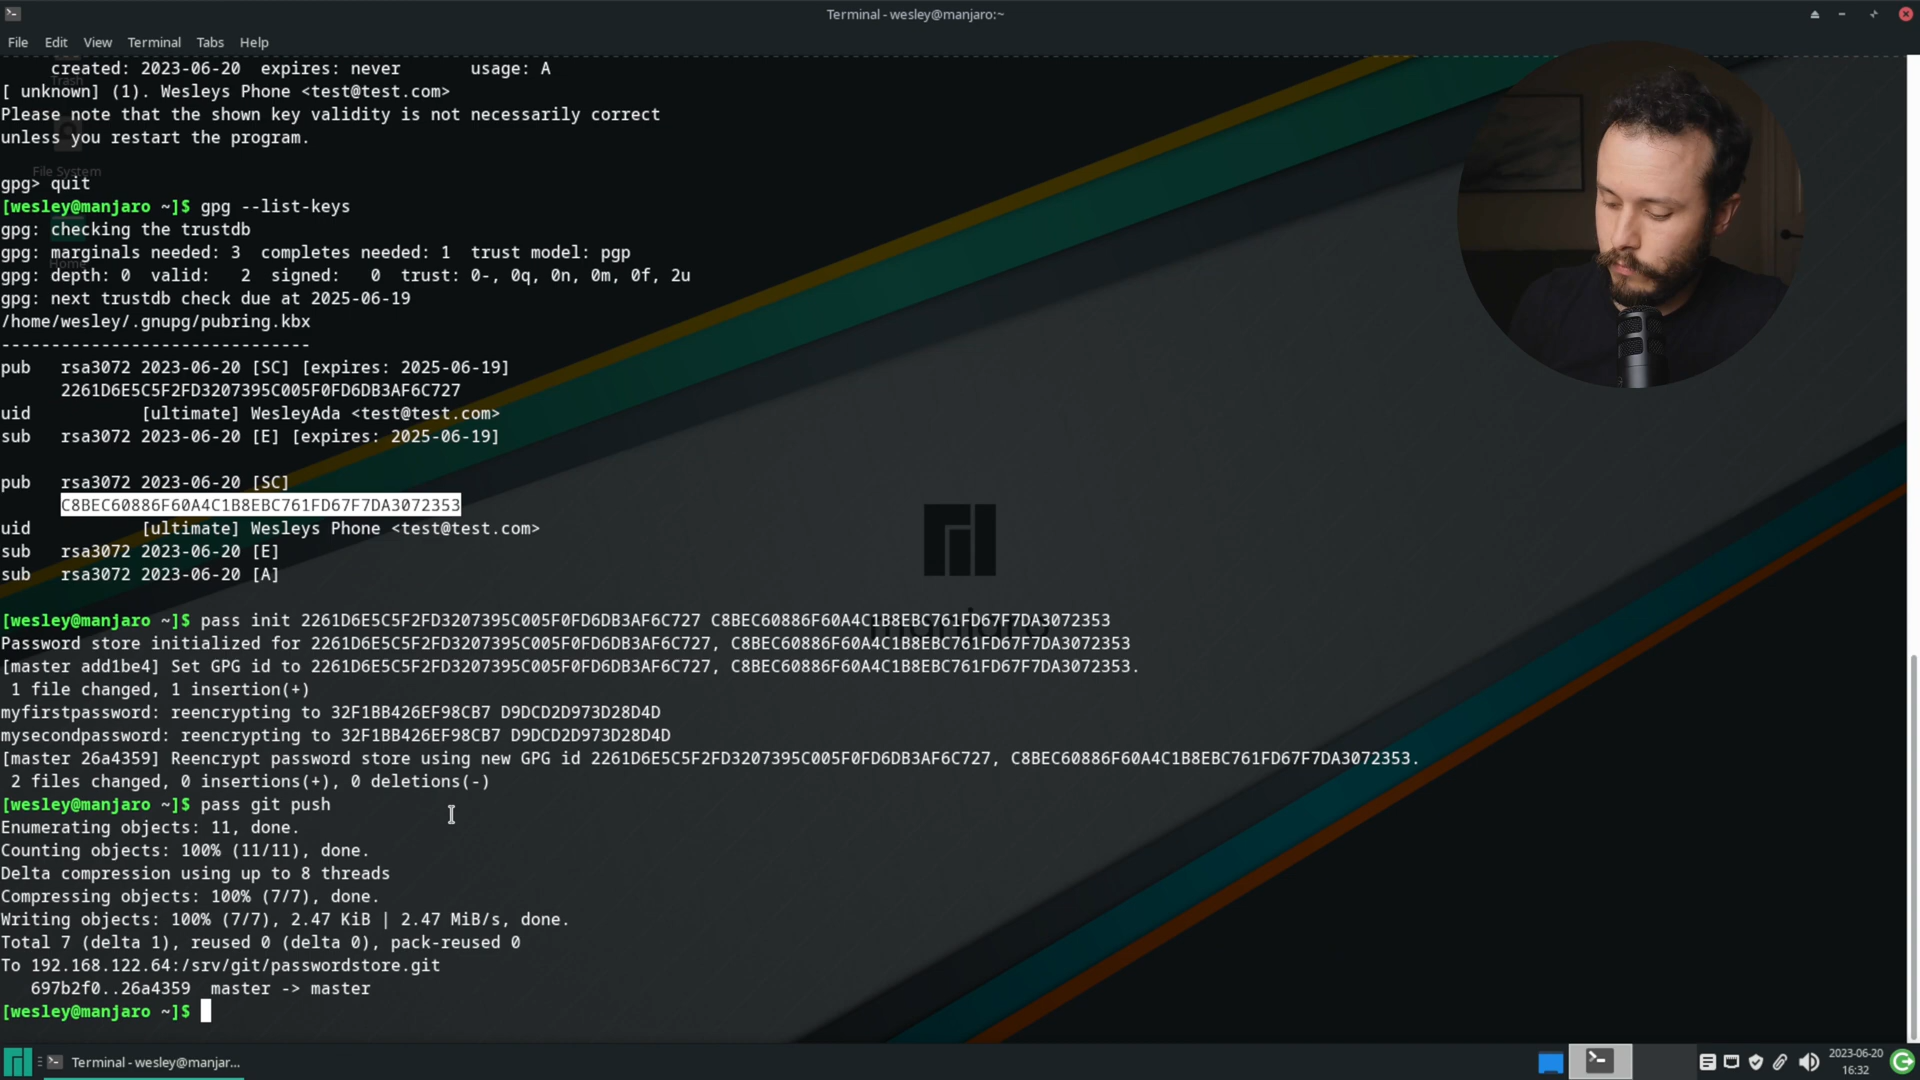 Terminal - wesley@manjaro:~
File Edit View Terminal Tabs Help
created: 2023-06-20 expires: never usage: A
Trash
[ unknown] (1). Wesleys Phone <test@test.com>
Please note that the shown key validity is not necessarily correct
unless you restart the program.
File System
gpg> quit
[wesley@manjaro ~]$ gpg --list-keys
gpg: checking the trustdb
gpg: marginals needed: 3 completes needed: 1 trust model: pgp
Home
gpg: depth: 0 valid: 2 signed: 0 trust: 0-, 0q, 0n, 0m, 0f, 2u
gpg: next trustdb check due at 2025-06-19
/home/wesley/.gnupg/pubring.kbx
-------------------------------
pub rsa3072 2023-06-20 [SC] [expires: 2025-06-19]
2261D6E5C5F2FD3207395C005F0FD6DB3AF6C727
uid [ultimate] WesleyAda <test@test.com>
sub rsa3072 2023-06-20 [E] [expires: 2025-06-19]
pub rsa3072 2023-06-20 [SC]
C8BEC60886F60A4C1B8EBC761FD67F7DA3072353
uid [ultimate] Wesleys Phone <test@test.com>
sub rsa3072 2023-06-20 [E]
sub rsa3072 2023-06-20 [A]
[wesley@manjaro ~]$ pass init 2261D6E5C5F2FD3207395C005F0FD6DB3AF6C727 C8BEC60886F60A4C1B8EBC761FD67F7DA3072353
manjaro
Password store initialized for 2261D6E5C5F2FD3207395C005F0FD6DB3AF6C727, C8BEC60886F60A4C1B8EBC761FD67F7DA3072353
[master add1be4] Set GPG id to 2261D6E5C5F2FD3207395C005F0FD6DB3AF6C727, C8BEC60886F60A4C1B8EBC761FD67F7DA3072353.
1 file changed, 1 insertion(+)
myfirstpassword: reencrypting to 32F1BB426EF98CB7 D9DCD2D973D28D4D
mysecondpassword: reencrypting to 32F1BB426EF98CB7 D9DCD2D973D28D4D
[master 26a4359] Reencrypt password store using new GPG id 2261D6E5C5F2FD3207395C005F0FD6DB3AF6C727, C8BEC60886F60A4C1B8EBC761FD67F7DA3072353.
2 files changed, 0 insertions(+), 0 deletions(-)
[wesley@manjaro ~]$ pass git push
Enumerating objects: 11, done.
Counting objects: 100% (11/11), done.
Delta compression using up to 8 threads
Compressing objects: 100% (7/7), done.
Writing objects: 100% (7/7), 2.47 KiB | 2.47 MiB/s, done.
Total 7 (delta 1), reused 0 (delta 0), pack-reused 0
To 192.168.122.64:/srv/git/passwordstore.git
697b2f0..26a4359 master -> master
[wesley@manjaro ~]$
Terminal - wesley@manjar...
2023-06-20
16:32